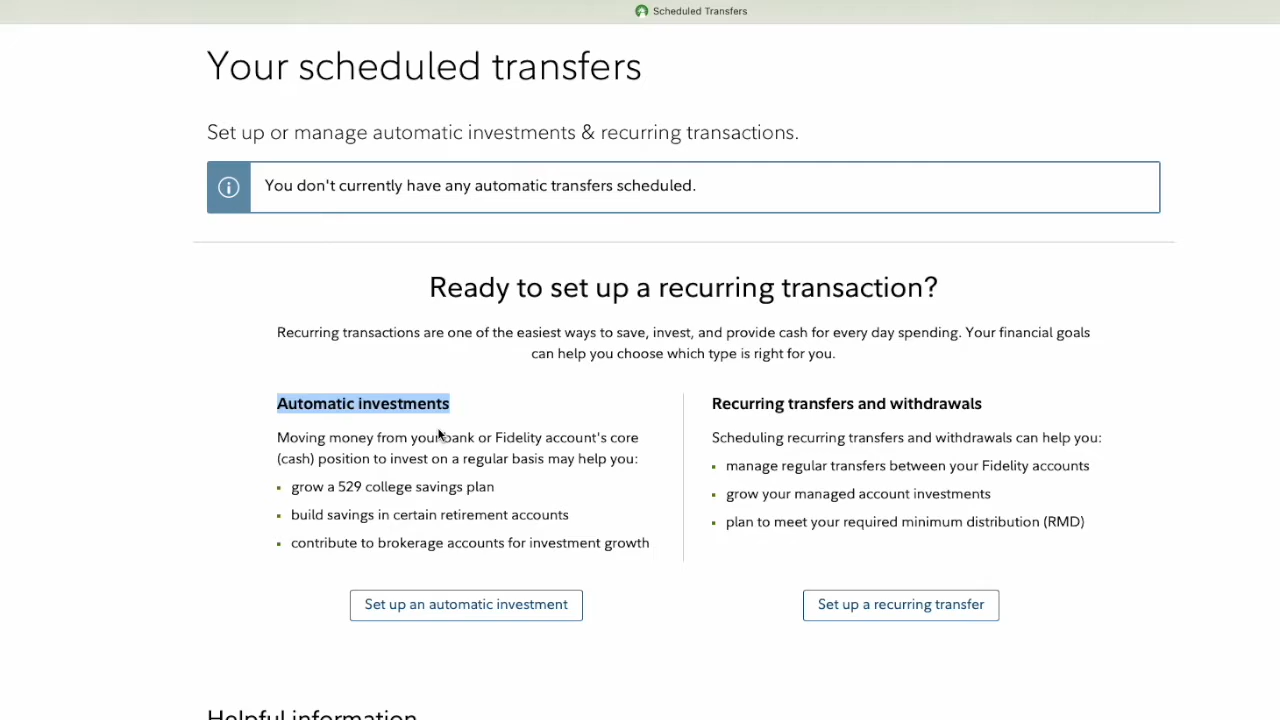 Scheduled Transfers
Your scheduled transfers
Set up or manage automatic investments & recurring transactions.
You don't currently have any automatic transfers scheduled.
Ready to set up a recurring transaction?
Recurring transactions are one of the easiest ways to save, invest, and provide cash for every day spending. Your financial goals
can help you choose which type is right for you.
Automatic investments
Moving money from your bank or Fidelity account's core
(cash) position to invest on a regular basis may help you:
grow a 529 college savings plan
build savings in certain retirement accounts
contribute to brokerage accounts for investment growth
Set up an automatic investment
Recurring transfers and withdrawals
Scheduling recurring transfers and withdrawals can help you:
manage regular transfers between your Fidelity accounts
grow your managed account investments
plan to meet your required minimum distribution (RMD)
Set up a recurring transfer
Helpful information